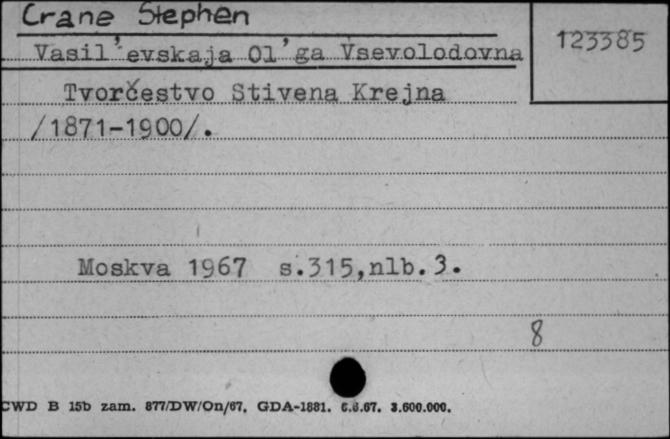 Crane Stephen
123385
Vasil'evskaja Ol'ga Vsevolodovna
Tvorčestvo Stivena Krejna
/1871-1900/.
Moskva 1967 s.315,nlb.3.
8
CWD B 15b zam. 877/DW/On/67. GDA-1881. 6.6.67. 3.600.000.